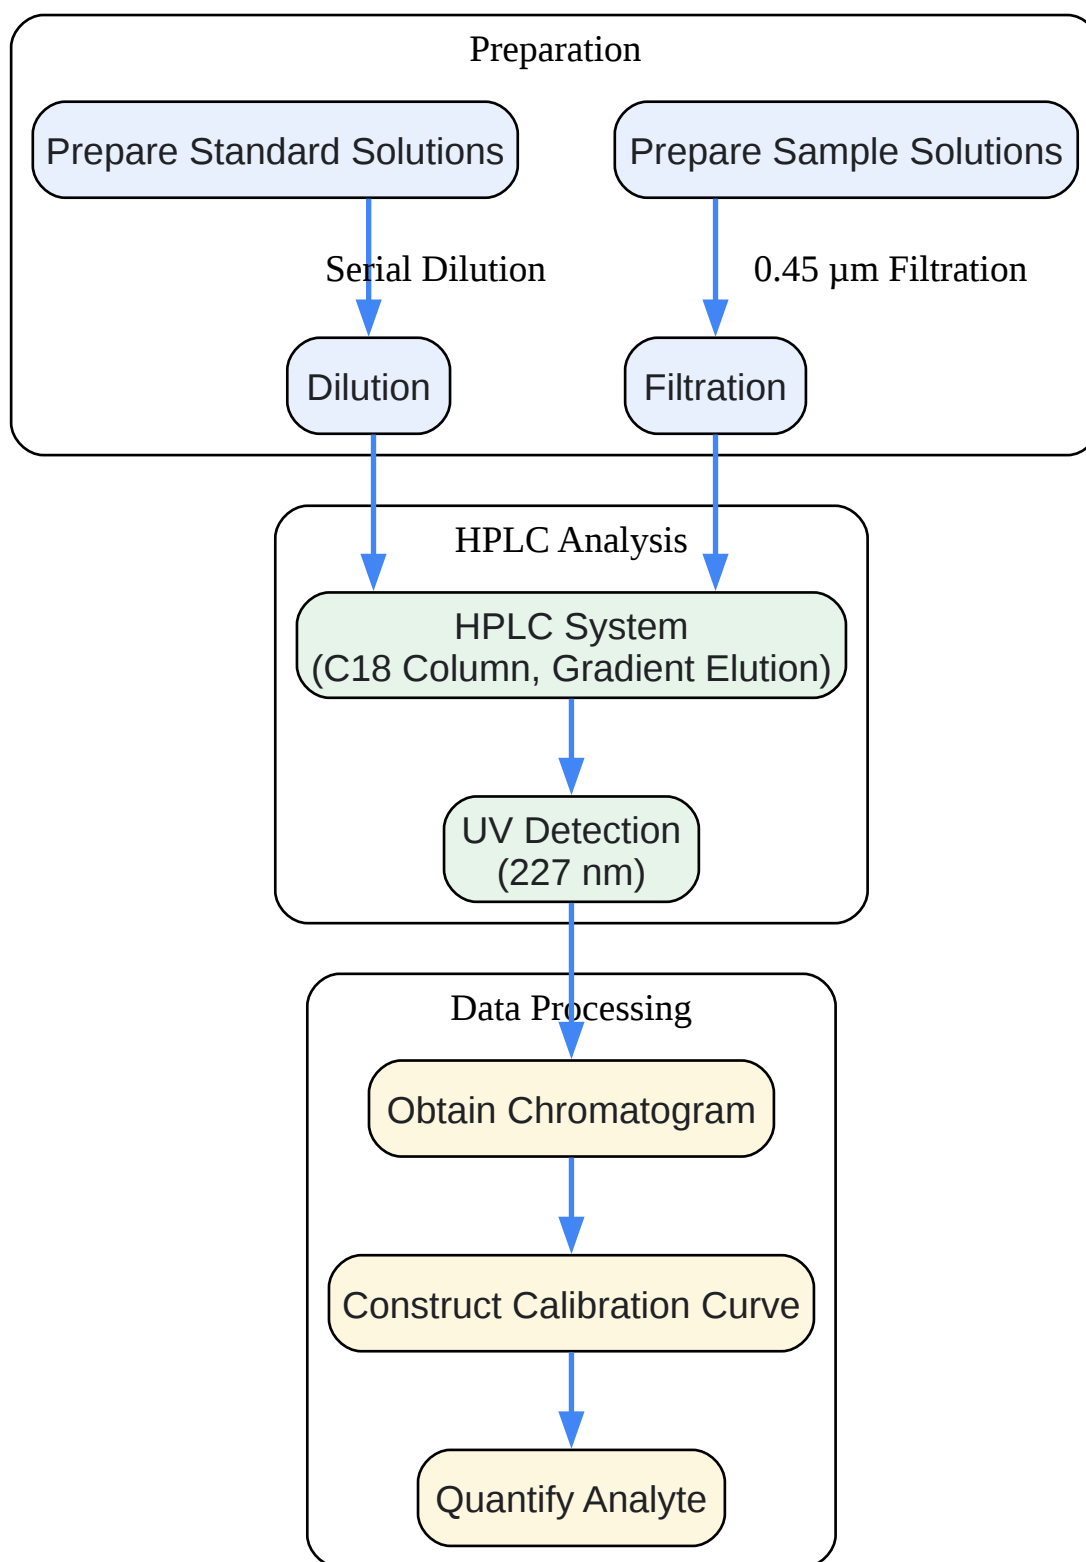 Preparation
Prepare Standard Solutions
Prepare Sample Solutions
Serial Dilution
0.45 µm Filtration
Dilution
Filtration
HPLC Analysis
HPLC System
(C18 Column, Gradient Elution)
UV Detection
(227 nm)
Data Processing
Obtain Chromatogram
Construct Calibration Curve
Quantify Analyte